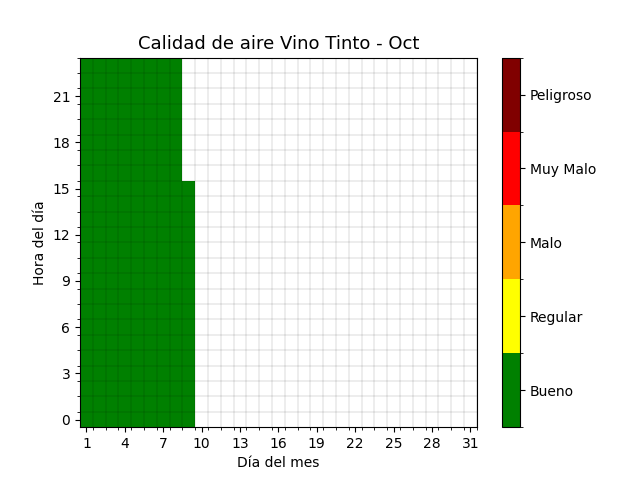 Calidad de aire Vino Tinto - Oct
Hora del día
21
18
15
12
9
6
3
0
1 4 7 10 13 16 19 22 25 28 31
Día del mes
Peligroso
Muy Malo
Malo
Regular
Bueno